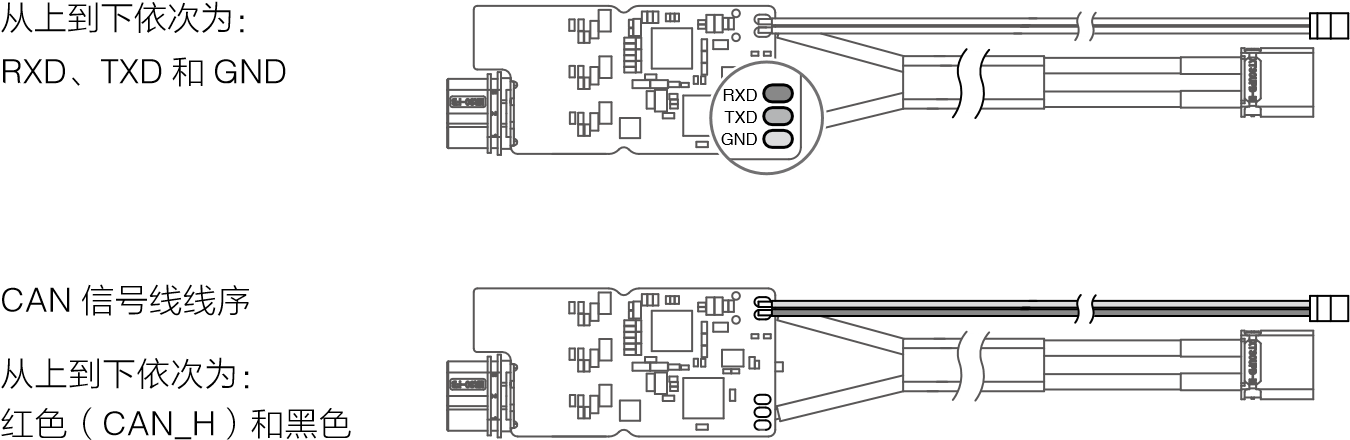 从上到下依次为：
RXD、TXD 和 GND
RXD
TXD
GND
CAN 信号线线序
从上到下依次为：
红色（CAN_H）和黑色